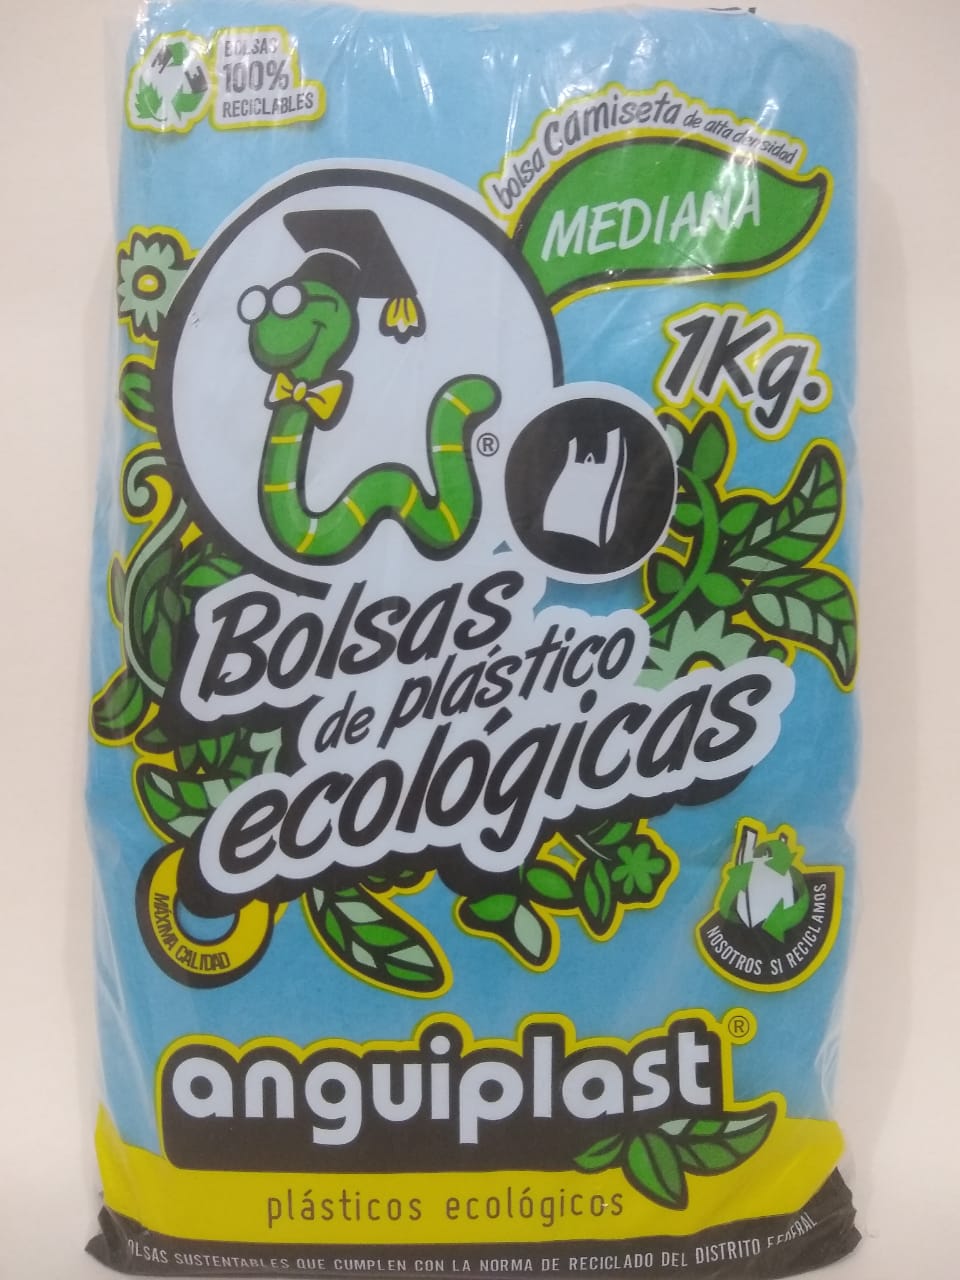 BOLSAS
100%
RECICLABLES
bolsa camiseta de alta densidad
MEDIANA
1Kg.
®
Bolsas
de plástico
ecológicas
MÁXIMA CALIDAD
NOSOTROS SI RECICLAMOS
anguiplast®
plásticos ecológicos
OLSAS SUSTENTABLES QUE CUMPLEN CON LA NORMA DE RECICLADO DEL DISTRITO FEDERAL